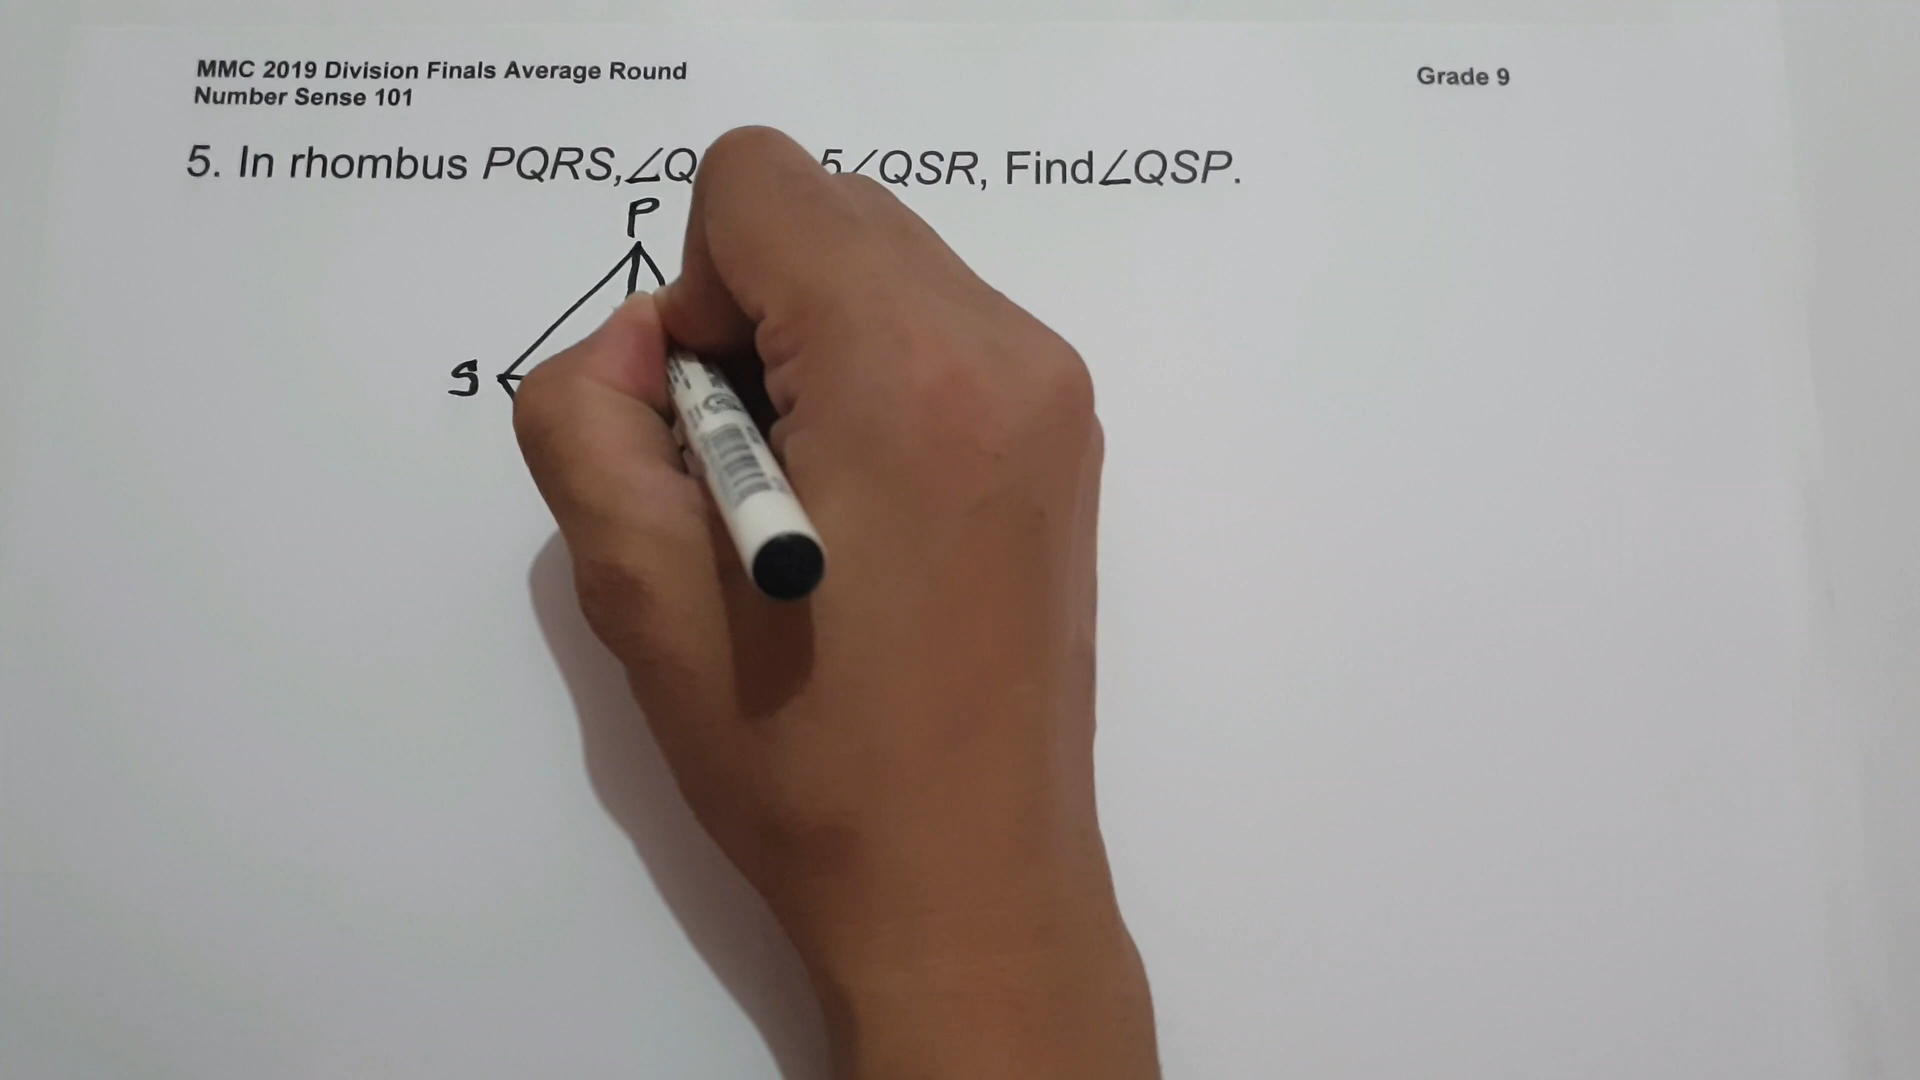 MMC 2019 Division Finals Average Round
Grade 9
Number Sense 101
5. In rhombus PQRS,∠Q 5∠QSR, Find∠QSP.
P
S